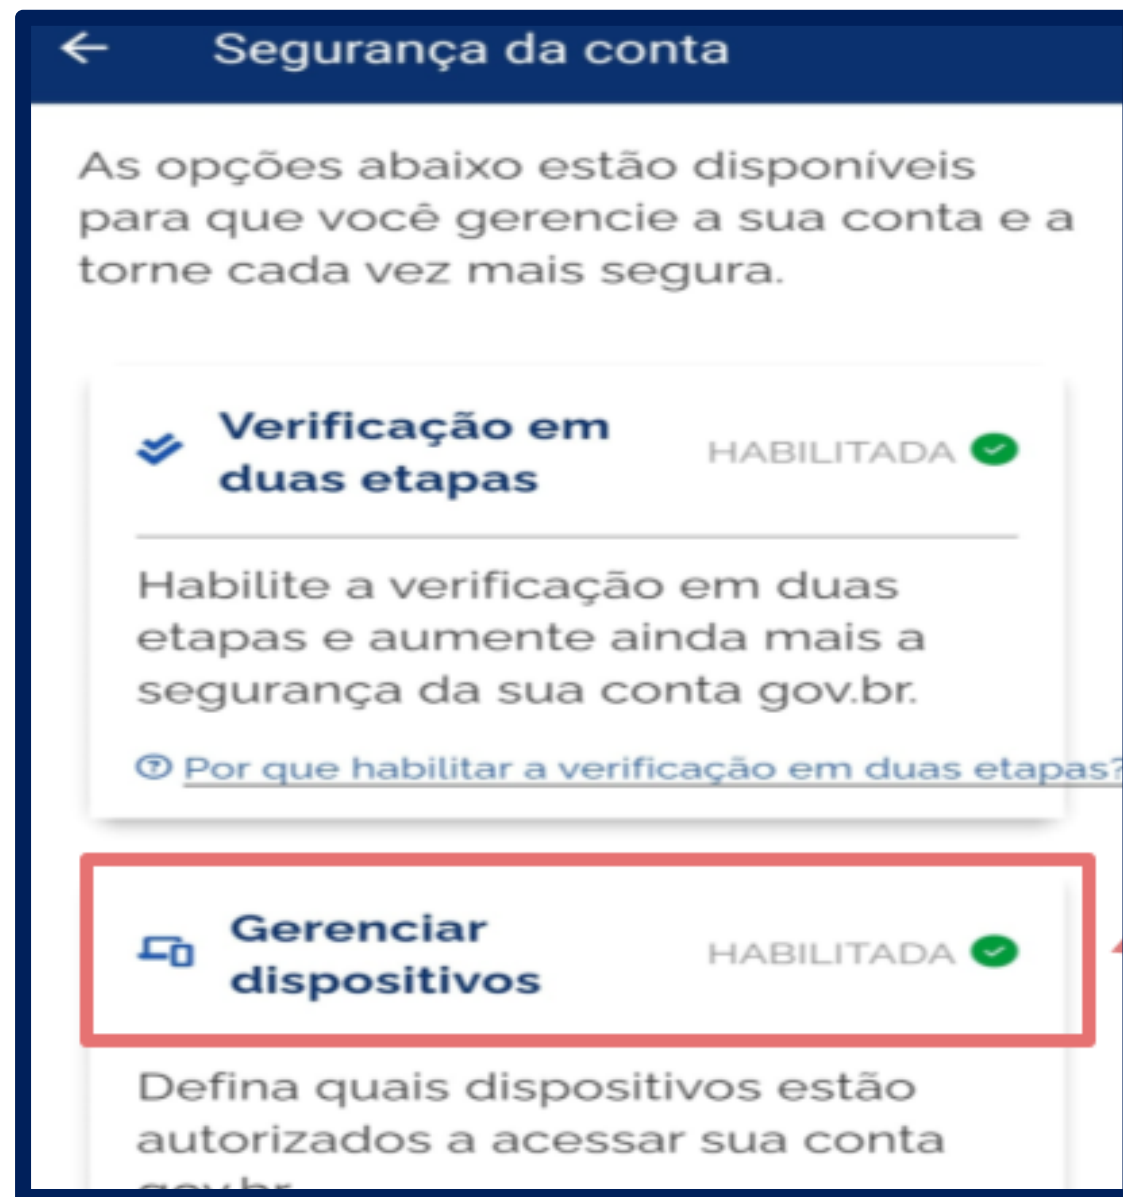 Segurança da conta
As opções abaixo estão disponíveis
para que você gerencie a sua conta e a
torne cada vez mais segura.
Verificação em
duas etapas
HABILITADA
Habilite a verificação em duas
etapas e aumente ainda mais a
segurança da sua conta gov.br.
Por que habilitar a verificação em duas etapas?
Gerenciar
dispositivos
HABILITADA
Defina quais dispositivos estão
autorizados a acessar sua conta
gov.br